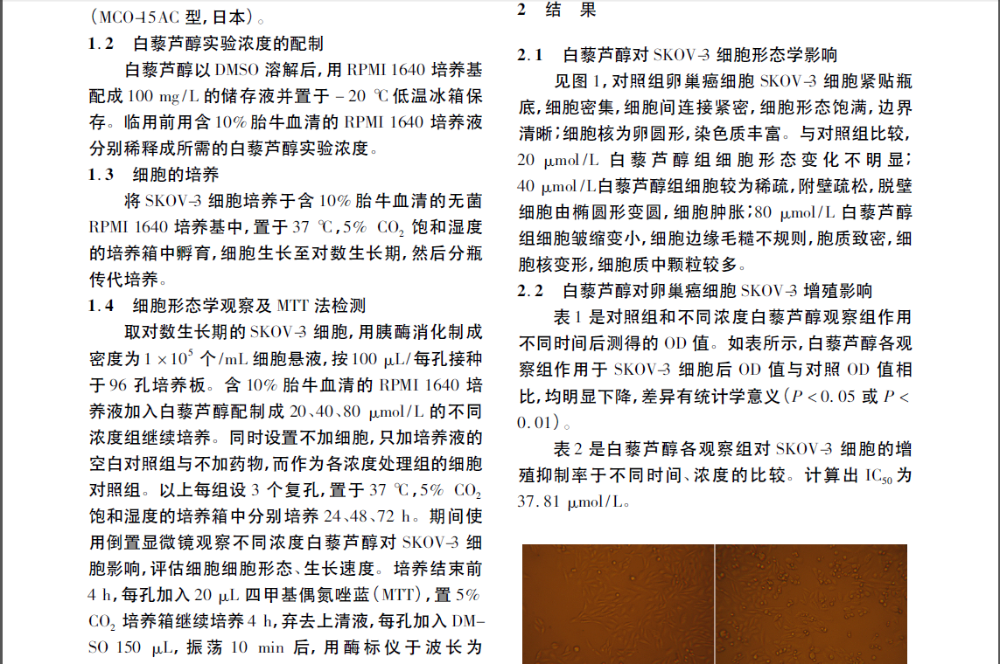 （MCO-15AC 型,日本）。
1.2 白藜芦醇实验浓度的配制
白藜芦醇以 DMSO 溶解后,用 RPMI 1640 培养基
配成 100 mg/L 的储存液并置于 －20 ℃低温冰箱保
存。临用前用含 10% 胎牛血清的 RPMI 1640 培养液
分别稀释成所需的白藜芦醇实验浓度。
1.3 细胞的培养
将 SKOV-3 细胞培养于含 10% 胎牛血清的无菌
RPMI 1640 培养基中,置于 37 ℃,5% CO₂ 饱和湿度
的培养箱中孵育,细胞生长至对数生长期,然后分瓶
传代培养。
1.4 细胞形态学观察及 MTT 法检测
取对数生长期的 SKOV-3 细胞,用胰酶消化制成
密度为 1×10⁵ 个/mL 细胞悬液,按 100 μL/每孔接种
于 96 孔培养板。含 10% 胎牛血清的 RPMI 1640 培
养液加入白藜芦醇配制成 20、40、80 μmol/L 的不同
浓度组继续培养。同时设置不加细胞,只加培养液的
空白对照组与不加药物,而作为各浓度处理组的细胞
对照组。以上每组设 3 个复孔,置于 37 ℃,5% CO₂
饱和湿度的培养箱中分别培养 24、48、72 h。期间使
用倒置显微镜观察不同浓度白藜芦醇对 SKOV-3 细
胞影响,评估细胞细胞形态、生长速度。培养结束前
4 h,每孔加入 20 μL 四甲基偶氮唑蓝（MTT）,置 5%
CO₂ 培养箱继续培养 4 h,弃去上清液,每孔加入 DM-
SO 150 μL, 振荡 10 min 后, 用酶标仪于波长为
2 结 果
2.1 白藜芦醇对 SKOV-3 细胞形态学影响
见图 1,对照组卵巢癌细胞 SKOV-3 细胞紧贴瓶
底,细胞密集,细胞间连接紧密,细胞形态饱满,边界
清晰;细胞核为卵圆形,染色质丰富。与对照组比较,
20 μmol/L 白藜芦醇组细胞形态变化不明显;
40 μmol/L白藜芦醇组细胞较为稀疏,附壁疏松,脱壁
细胞由椭圆形变圆,细胞肿胀;80 μmol/L 白藜芦醇
组细胞皱缩变小,细胞边缘毛糙不规则,胞质致密,细
胞核变形,细胞质中颗粒较多。
2.2 白藜芦醇对卵巢癌细胞 SKOV-3 增殖影响
表 1 是对照组和不同浓度白藜芦醇观察组作用
不同时间后测得的 OD 值。如表所示,白藜芦醇各观
察组作用于 SKOV-3 细胞后 OD 值与对照 OD 值相
比,均明显下降,差异有统计学意义（P＜0.05 或 P＜
0.01）。
表 2 是白藜芦醇各观察组对 SKOV-3 细胞的增
殖抑制率于不同时间、浓度的比较。计算出 IC₅₀ 为
37.81 μmol/L。